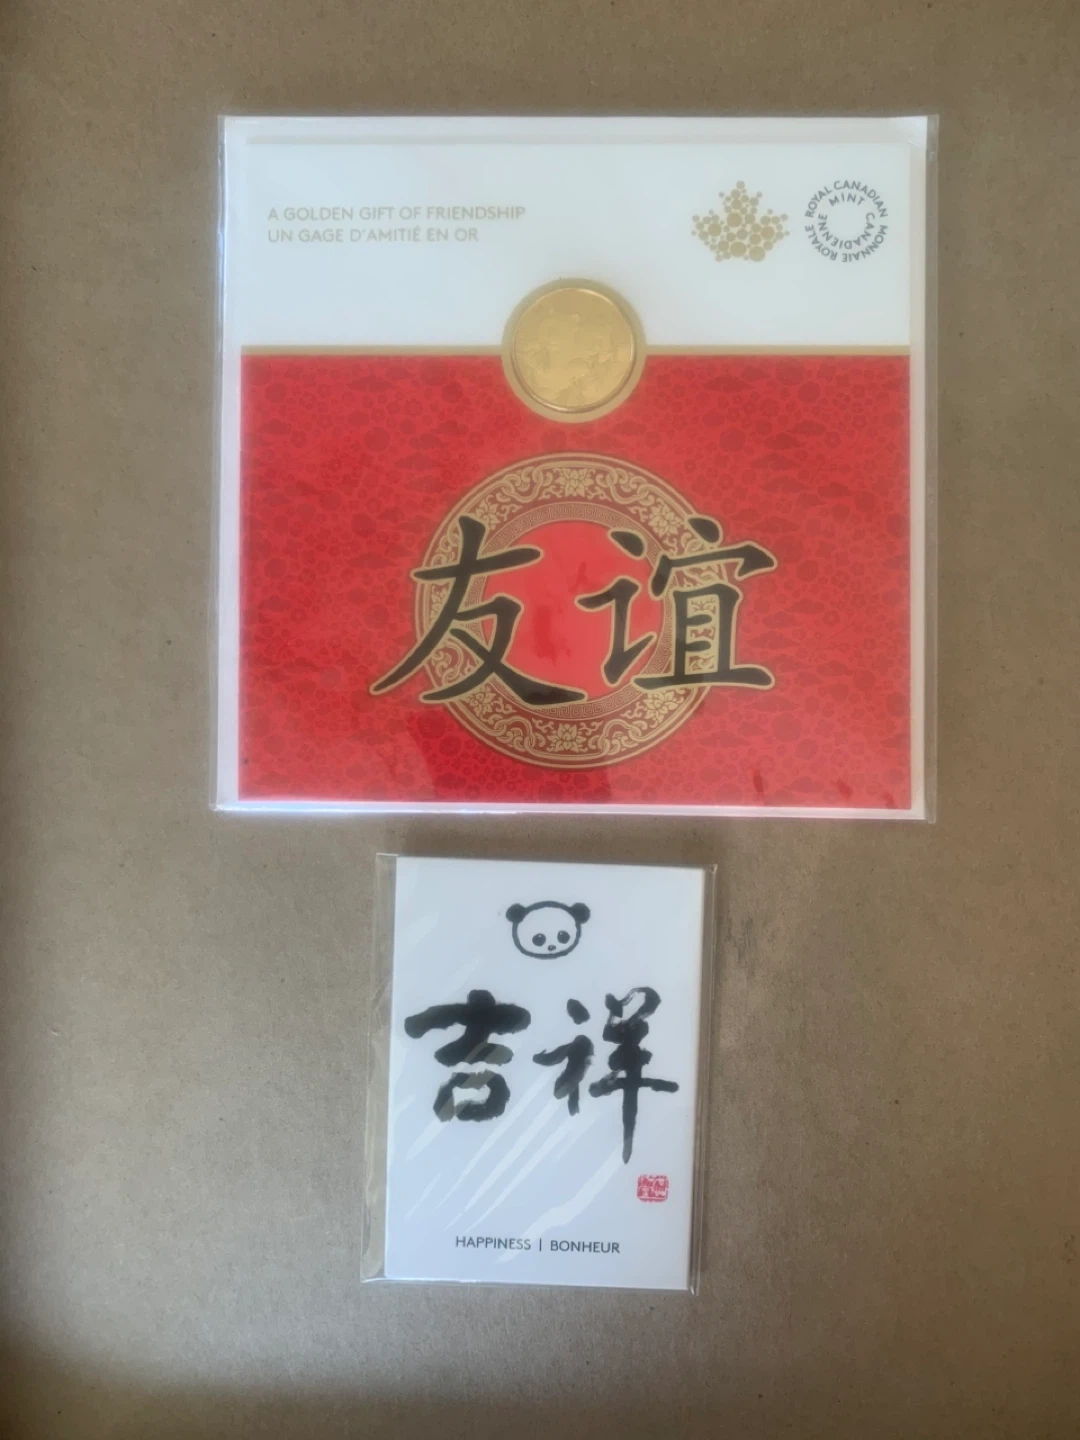 A GOLDEN GIFT OF FRIENDSHIP
UN GAGE D'AMITIÉ EN OR
ROYAL CANADIAN MINT
MONNAIE ROYALE CANADIENNE
友谊
吉祥
HAPPINESS | BONHEUR